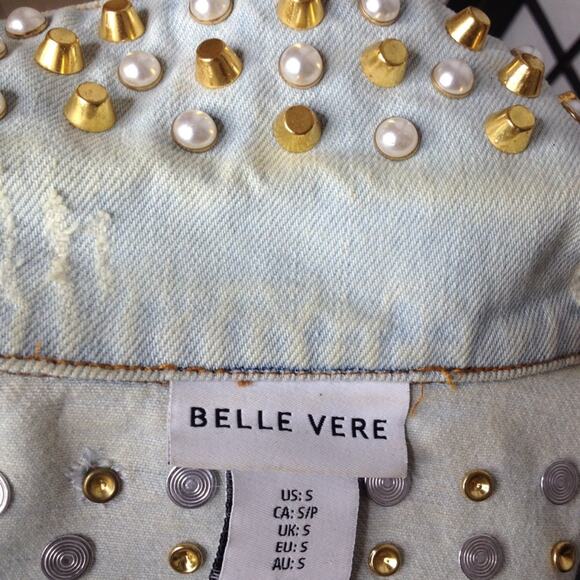 BELLE VERE
US: S
CA: S/P
UK: S
EU: S
AU: S